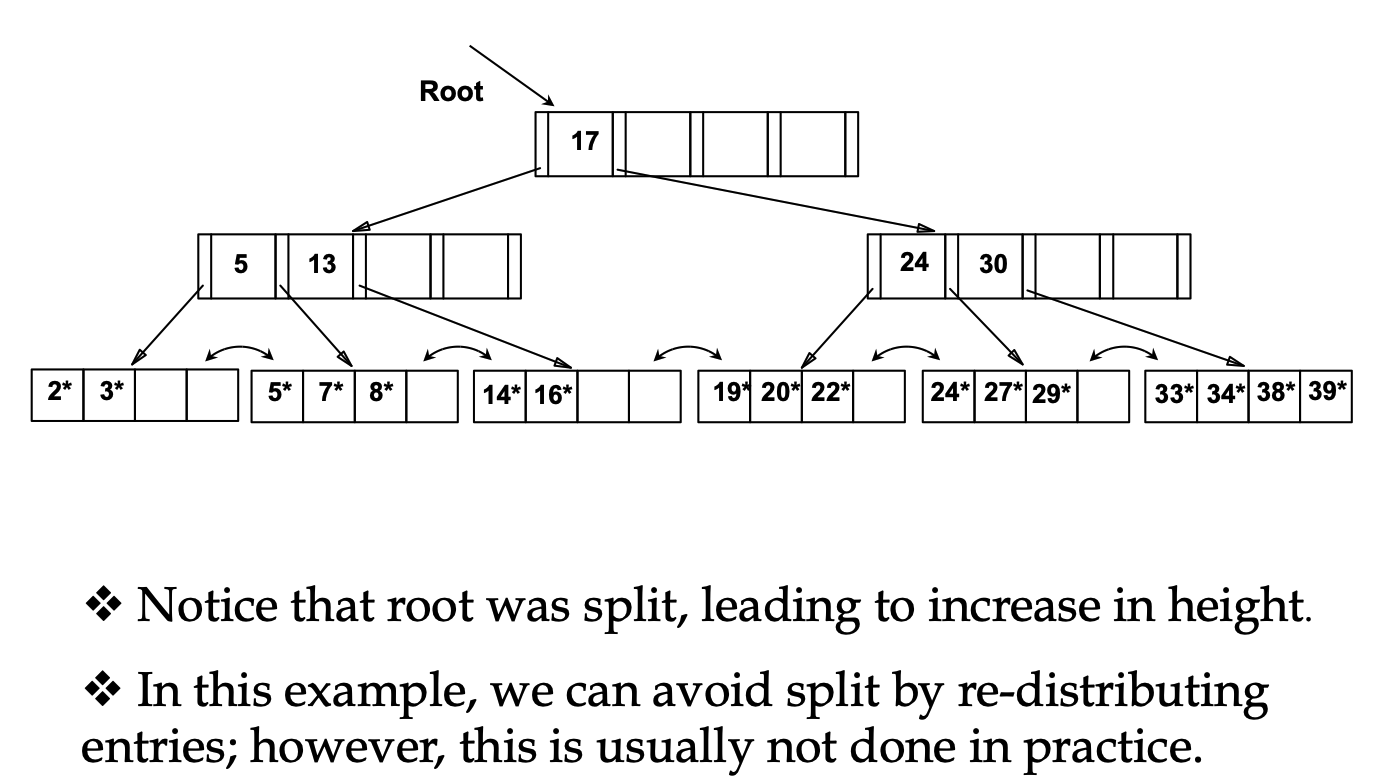 Root
17
5 13
24 30
2* 3*
5* 7* 8*
14* 16*
19* 20* 22*
24* 27* 29*
33* 34* 38* 39*
❖ Notice that root was split, leading to increase in height.
❖ In this example, we can avoid split by re-distributing
entries; however, this is usually not done in practice.